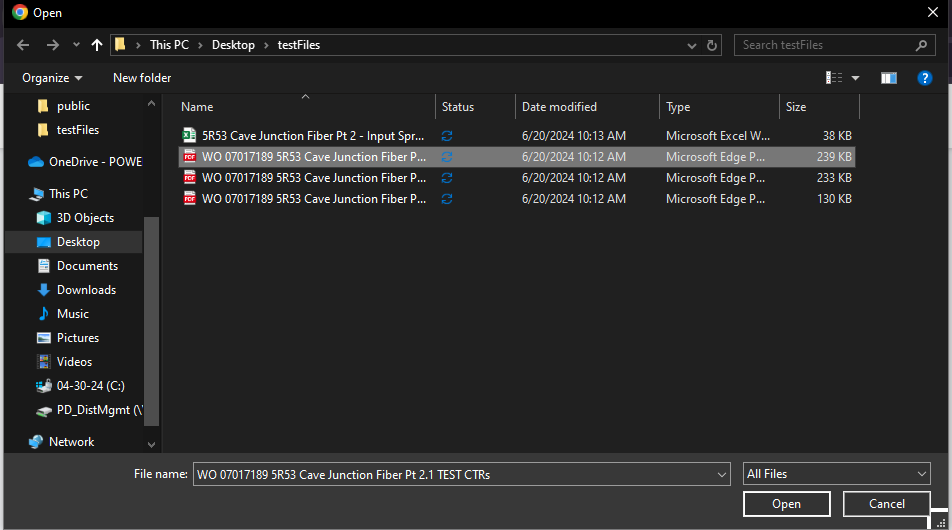 Open
This PC > Desktop > testFiles
Search testFiles
Organize
New folder
?
public
testFiles
OneDrive - POWE
This PC
3D Objects
Desktop
Documents
Downloads
Music
Pictures
Videos
04-30-24 (C:)
PD_DistMgmt (\\
Network
Name Status Date modified Type Size
5R53 Cave Junction Fiber Pt 2 - Input Spr... 6/20/2024 10:13 AM Microsoft Excel W... 38 KB
PDF WO 07017189 5R53 Cave Junction Fiber P... 6/20/2024 10:12 AM Microsoft Edge P... 239 KB
PDF WO 07017189 5R53 Cave Junction Fiber P... 6/20/2024 10:12 AM Microsoft Edge P... 233 KB
PDF WO 07017189 5R53 Cave Junction Fiber P... 6/20/2024 10:12 AM Microsoft Edge P... 130 KB
File name: WO 07017189 5R53 Cave Junction Fiber Pt 2.1 TEST CTRs
All Files
Open
Cancel